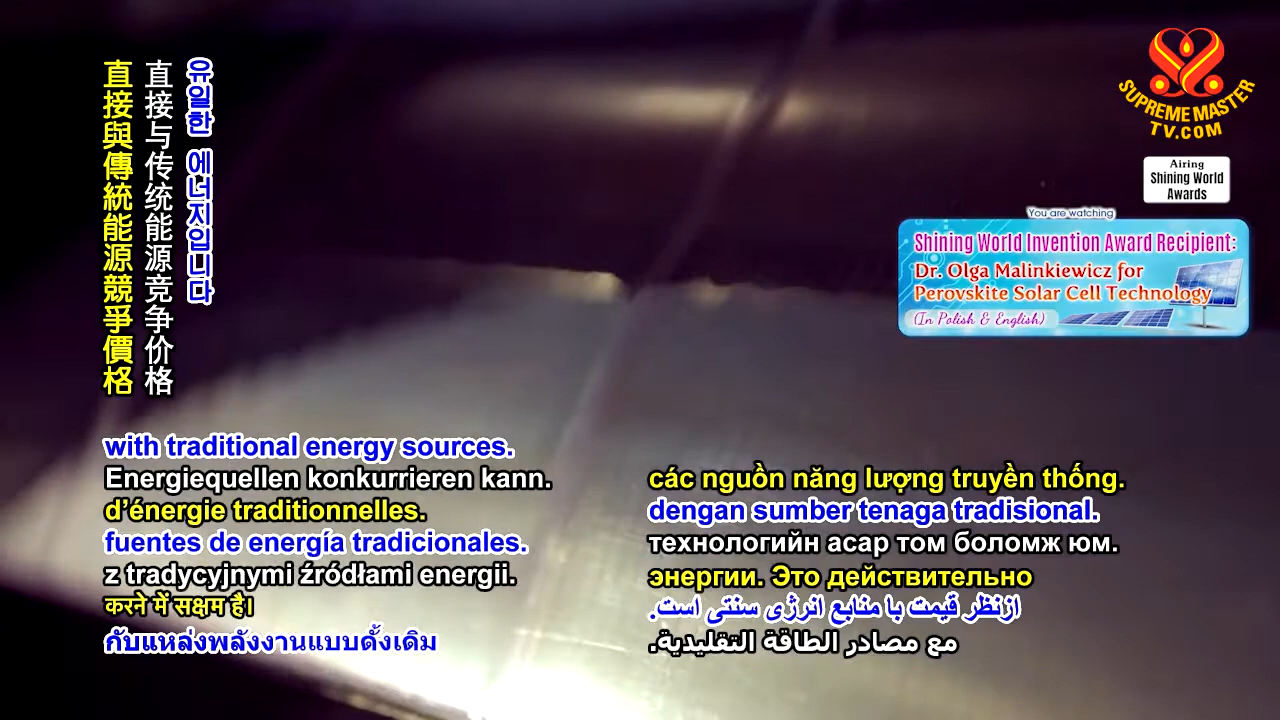 直接與傳統能源競爭價格
直接与传统能源竞争价格
유일한 에너지입니다
SUPREME MASTER
TV.COM
Airing
Shining World
Awards
You are watching
Shining World Invention Award Recipient:
Dr. Olga Malinkiewicz for
Perovskite Solar Cell Technology
(In Polish & English)
with traditional energy sources.
Energiequellen konkurrieren kann.
d’énergie traditionnelles.
fuentes de energía tradicionales.
z tradycyjnymi źródłami energii.
करने में सक्षम है।
กับแหล่งพลังงานแบบดั้งเดิม
các nguồn năng lượng truyền thống.
dengan sumber tenaga tradisional.
технологийн асар том боломж юм.
энергии. Это действительно
ازنظر قیمت با منابع انرژی سنتی است.
مع مصادر الطاقة التقليدية.